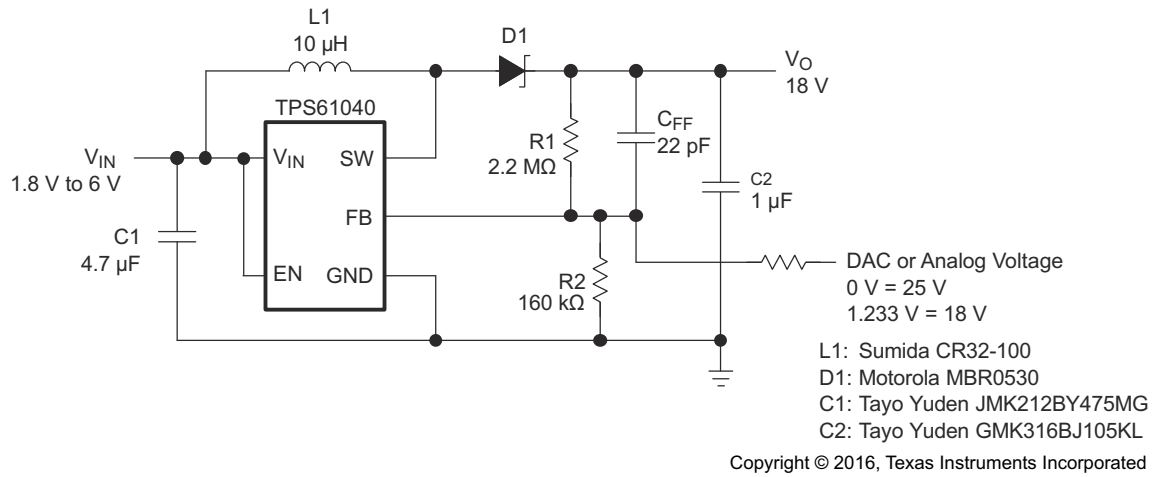 L1
10 µH
D1
VO
18 V
TPS61040
VIN
1.8 V to 6 V
VIN
SW
FB
EN
GND
R1
2.2 MΩ
CFF
22 pF
C2
1 µF
C1
4.7 µF
R2
160 kΩ
DAC or Analog Voltage
0 V = 25 V
1.233 V = 18 V
L1: Sumida CR32-100
D1: Motorola MBR0530
C1: Tayo Yuden JMK212BY475MG
C2: Tayo Yuden GMK316BJ105KL
Copyright © 2016, Texas Instruments Incorporated